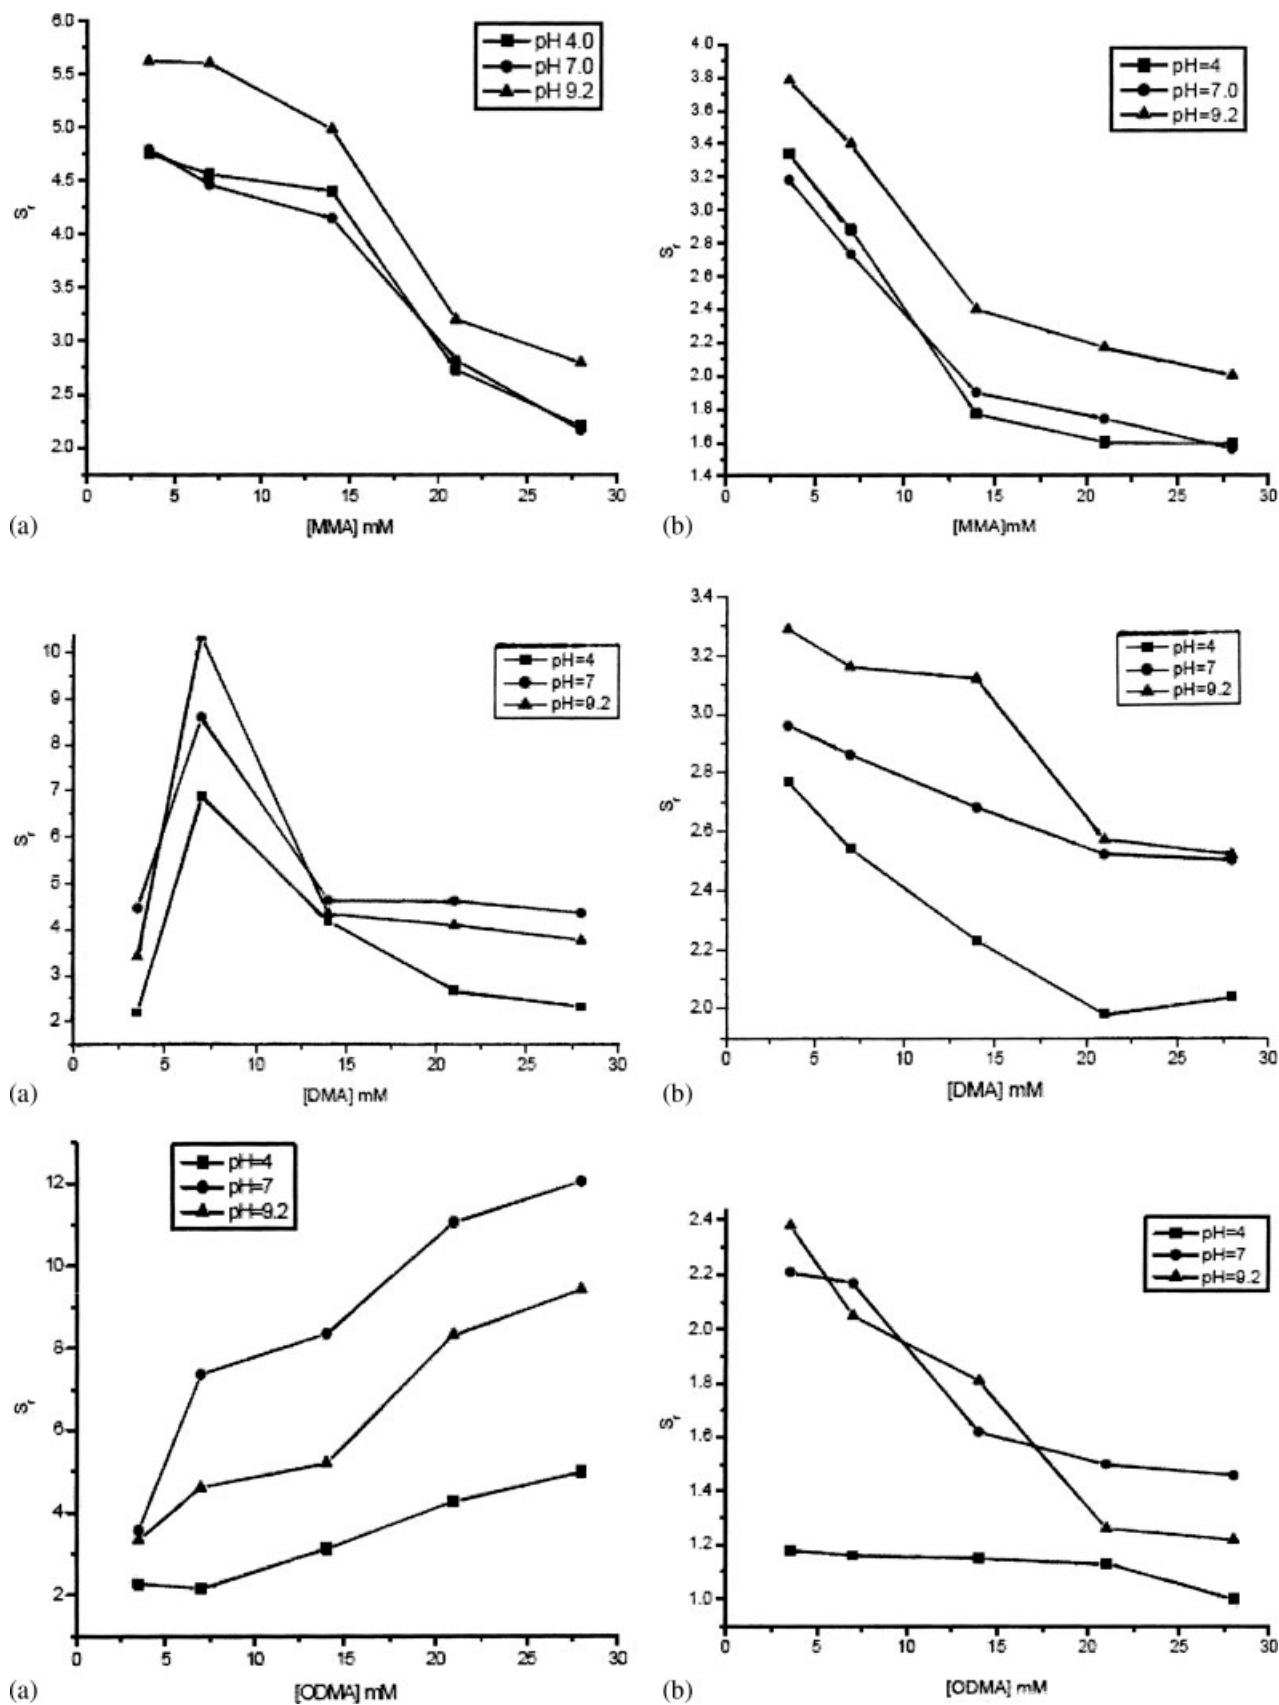 6.0
5.5
5.0
4.5
4.0
3.5
3.0
2.5
2.0
Sr
pH 4.0
pH 7.0
pH 9.2
0 5 10 15 20 25 30
[MMA] mM
(a)
4.0
3.8
3.6
3.4
3.2
3.0
2.8
2.6
2.4
2.2
2.0
1.8
1.6
1.4
Sr
pH=4
pH=7.0
pH=9.2
0 5 10 15 20 25 30
[MMA]mM
(b)
10
9
8
7
6
5
4
3
2
Sr
pH=4
pH=7
pH=9.2
0 5 10 15 20 25 30
[DMA] mM
(a)
3.4
3.2
3.0
2.8
2.6
2.4
2.2
2.0
Sr
pH=4
pH=7
pH=9.2
0 5 10 15 20 25 30
[DMA] mM
(b)
12
10
8
6
4
2
Sr
pH=4
pH=7
pH=9.2
0 5 10 15 20 25 30
[ODMA] mM
(a)
2.4
2.2
2.0
1.8
1.6
1.4
1.2
1.0
Sr
pH=4
pH=7
pH=9.2
0 5 10 15 20 25 30
[ODMA] mM
(b)